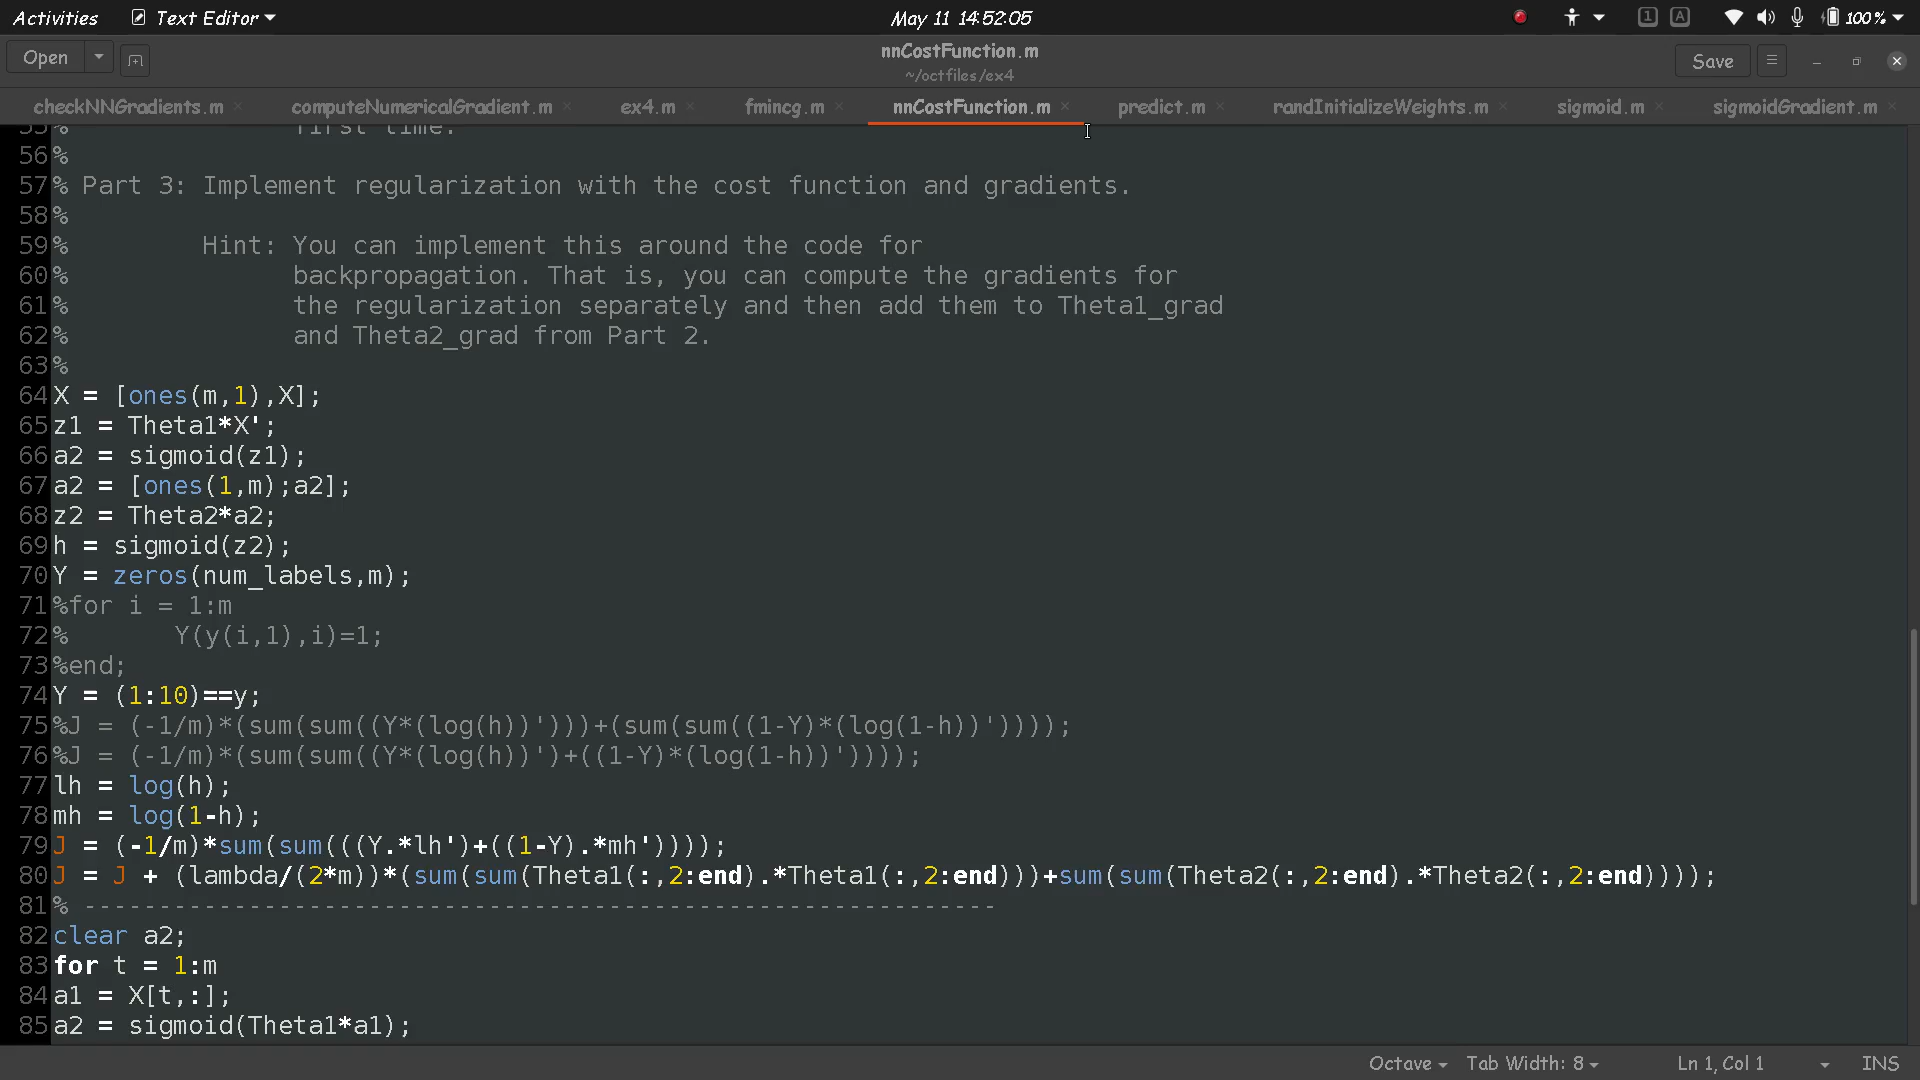 Activities Text Editor May 11 14:52:05 1 A 100%
Open nnCostFunction.m Save
~/octfiles/ex4
checkNNGradients.m computeNumericalGradient.m ex4.m fmincg.m nnCostFunction.m predict.m randInitializeWeights.m sigmoid.m sigmoidGradient.m
55% first time.
56%
57% Part 3: Implement regularization with the cost function and gradients.
58%
59% Hint: You can implement this around the code for
60% backpropagation. That is, you can compute the gradients for
61% the regularization separately and then add them to Theta1_grad
62% and Theta2_grad from Part 2.
63%
64X = [ones(m,1),X];
65z1 = Theta1*X';
66a2 = sigmoid(z1);
67a2 = [ones(1,m);a2];
68z2 = Theta2*a2;
69h = sigmoid(z2);
70Y = zeros(num_labels,m);
71%for i = 1:m
72% Y(y(i,1),i)=1;
73%end;
74Y = (1:10)==y;
75%J = (-1/m)*(sum(sum((Y*(log(h))')))+(sum(sum((1-Y)*(log(1-h))'))));
76%J = (-1/m)*(sum(sum((Y*(log(h))')+((1-Y)*(log(1-h))'))));
77lh = log(h);
78mh = log(1-h);
79J = (-1/m)*sum(sum(((Y.*lh')+((1-Y).*mh'))));
80J = J + (lambda/(2*m))*(sum(sum(Theta1(:,2:end).*Theta1(:,2:end)))+sum(sum(Theta2(:,2:end).*Theta2(:,2:end))));
81% -------------------------------------------------------------
82clear a2;
83for t = 1:m
84a1 = X[t,:];
85a2 = sigmoid(Theta1*a1);
Octave Tab Width: 8 Ln 1, Col 1 INS